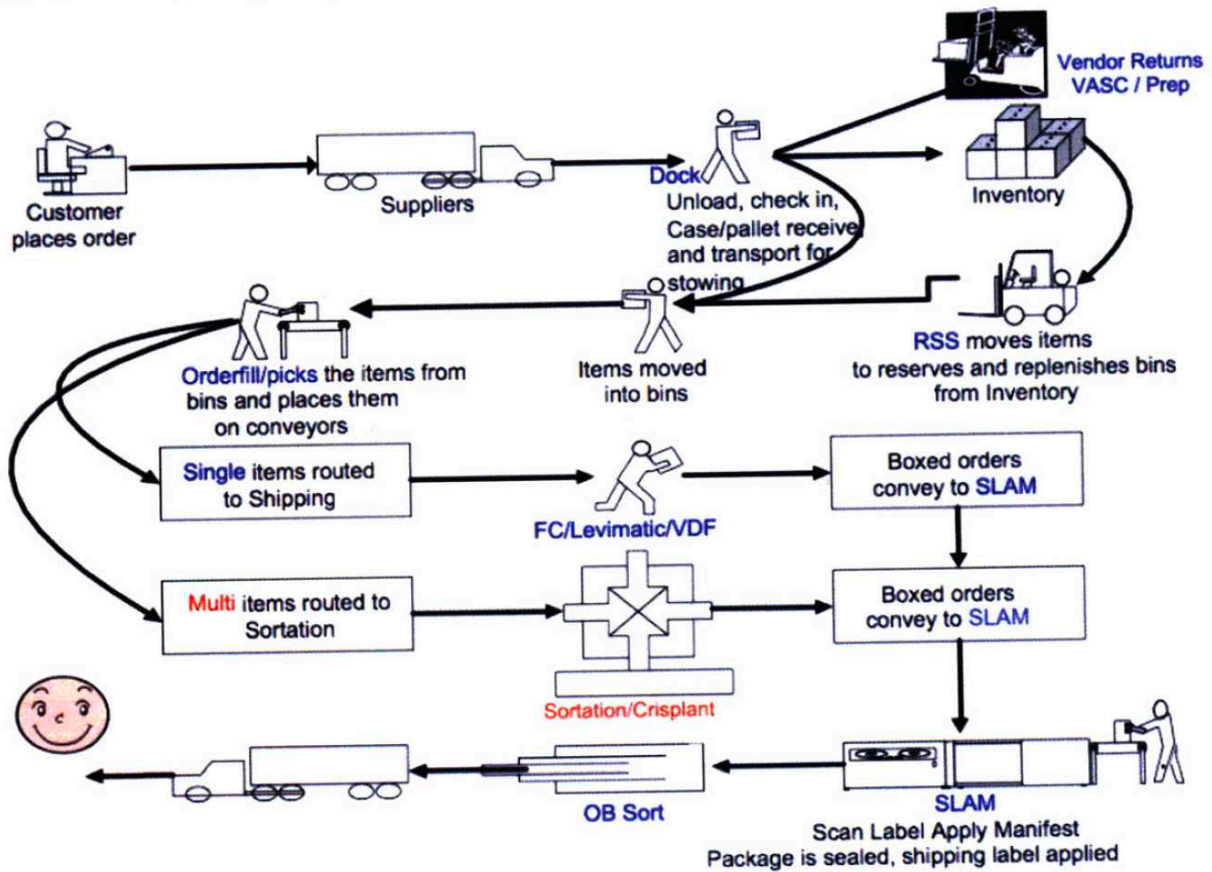 Vendor Returns
VASC / Prep
Customer
places order
Suppliers
Dock
Unload, check in,
Case/pallet receive,
and transport for
stowing
Inventory
Orderfill/picks the items from
bins and places them
on conveyors
Items moved
into bins
RSS moves items
to reserves and replenishes bins
from Inventory
Single items routed
to Shipping
FC/Levimatic/VDF
Boxed orders
convey to SLAM
Multi items routed to
Sortation
Sortation/Crisplant
Boxed orders
convey to SLAM
OB Sort
SLAM
Scan Label Apply Manifest
Package is sealed, shipping label applied